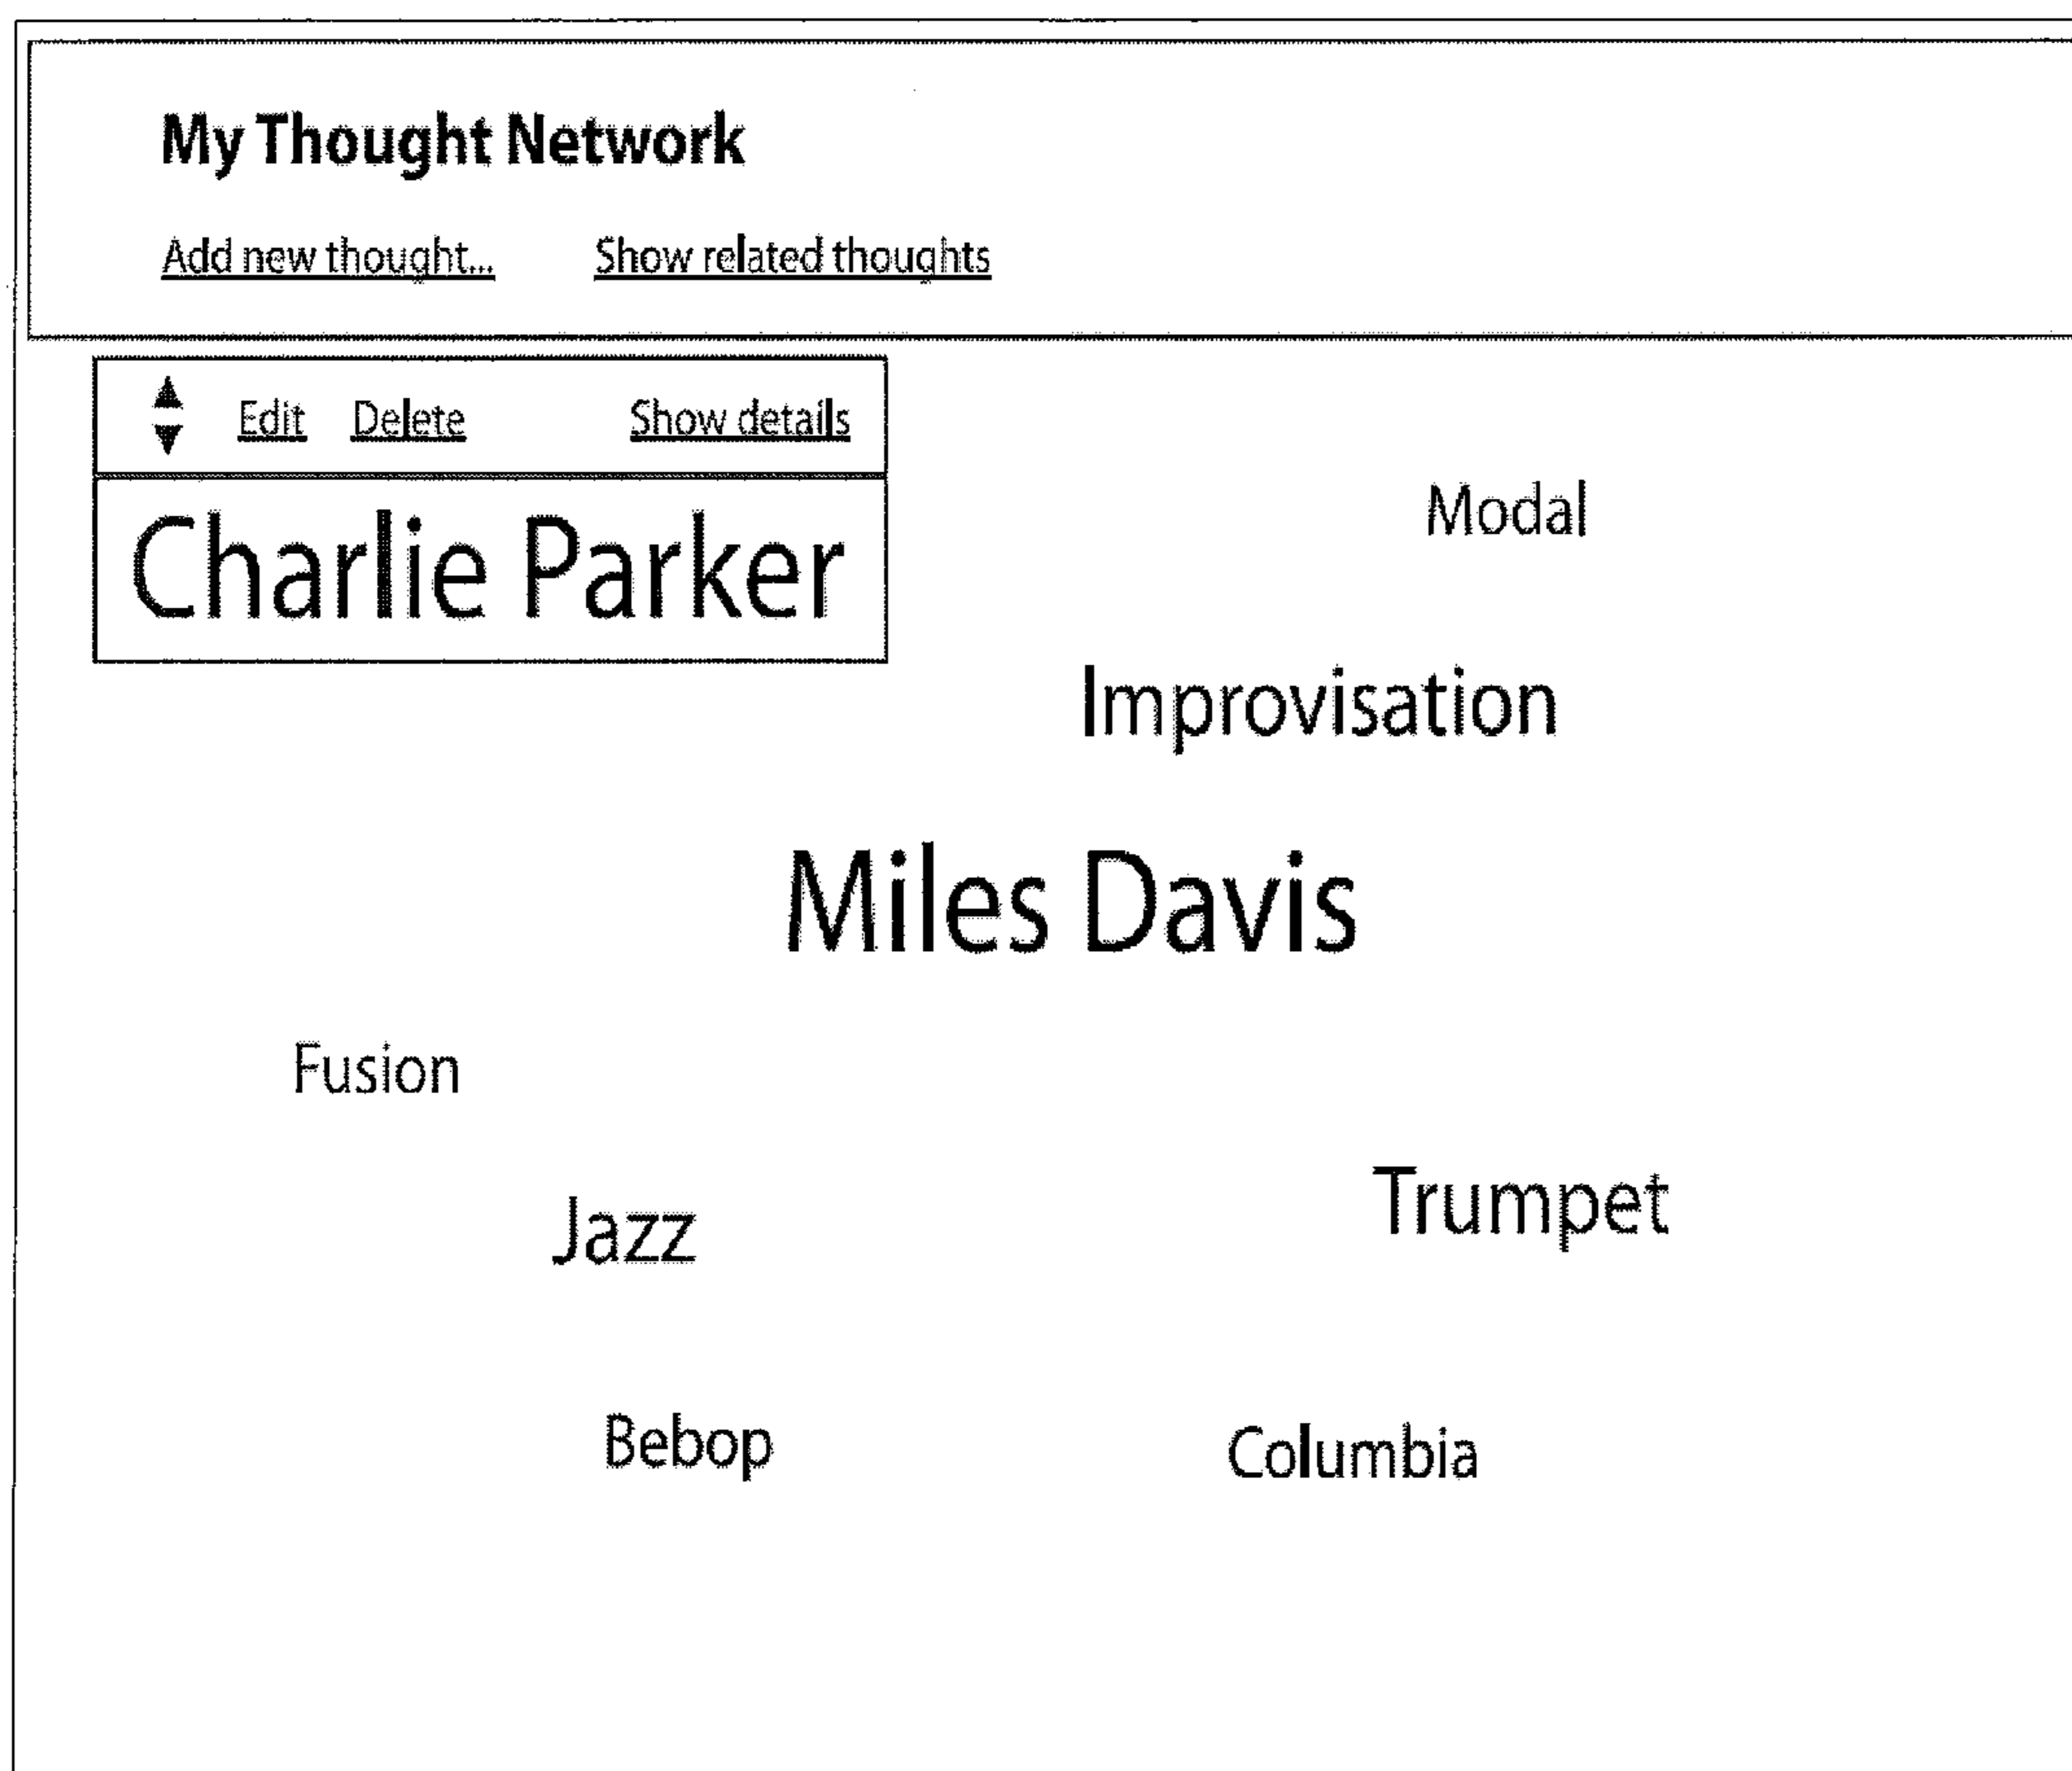 My Thought Network
Add new thought... Show related thoughts
Edit Delete Show details
Charlie Parker
Modal
Improvisation
Miles Davis
Fusion
Trumpet
Jazz
Bebop
Columbia